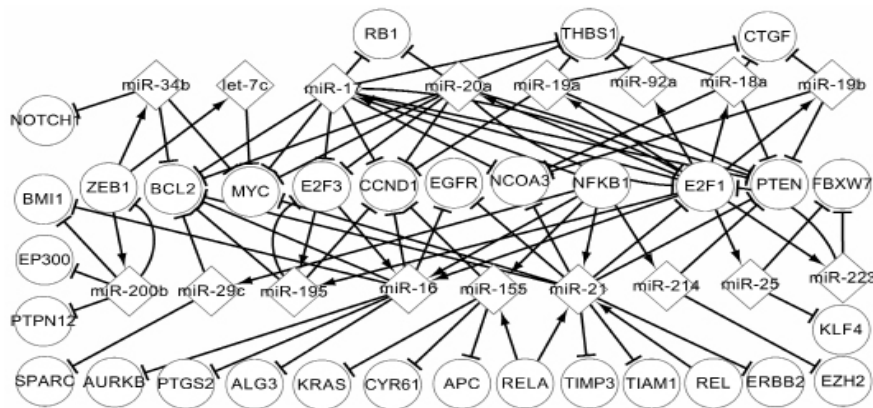 RB1 THBS1 CTGF
miR-34b let-7c miR-17 miR-20a miR-19a miR-92a miR-18a miR-19b
NOTCH1
ZEB1 BCL2 MYC E2F3 CCND1 EGFR NCOA3 NFKB1 E2F1 PTEN FBXW7
BMI1
EP300
miR-200b miR-29c miR-195 miR-16 miR-155 miR-21 miR-214 miR-25 miR-223
PTPN12
KLF4
SPARC AURKB PTGS2 ALG3 KRAS CYR61 APC RELA TIMP3 TIAM1 REL ERBB2 EZH2